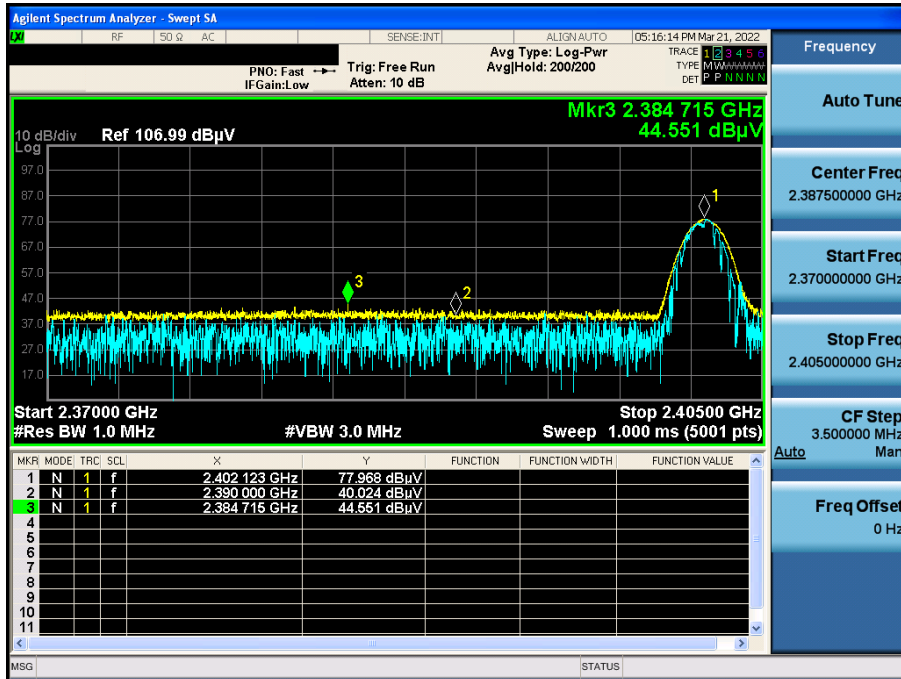 Agilent Spectrum Analyzer - Swept SA
LXI RF 50 Ω AC SENSE:INT ALIGNAUTO 05:16:14 PM Mar 21, 2022
Frequency
PNO: Fast Trig: Free Run Avg Type: Log-Pwr TRACE 1 2 3 4 5 6
IFGain:Low Atten: 10 dB Avg|Hold: 200/200 TYPE MWWWWW
DET P P N N N N
Auto Tune
Mkr3 2.384 715 GHz
10 dB/div Ref 106.99 dBµV 44.551 dBµV
Log
97.0
87.0
77.0
67.0
57.0
47.0
37.0
27.0
17.0
1
3
2
Center Freq
2.387500000 GHz
Start Freq
2.370000000 GHz
Stop Freq
2.405000000 GHz
Start 2.37000 GHz Stop 2.40500 GHz
#Res BW 1.0 MHz #VBW 3.0 MHz Sweep 1.000 ms (5001 pts)
CF Step
3.500000 MHz
Auto Man
MKR MODE TRC SCL X Y FUNCTION FUNCTION WIDTH FUNCTION VALUE
1 N 1 f 2.402 123 GHz 77.968 dBµV
2 N 1 f 2.390 000 GHz 40.024 dBµV
3 N 1 f 2.384 715 GHz 44.551 dBµV
4
5
6
7
8
9
10
11
Freq Offset
0 Hz
MSG STATUS